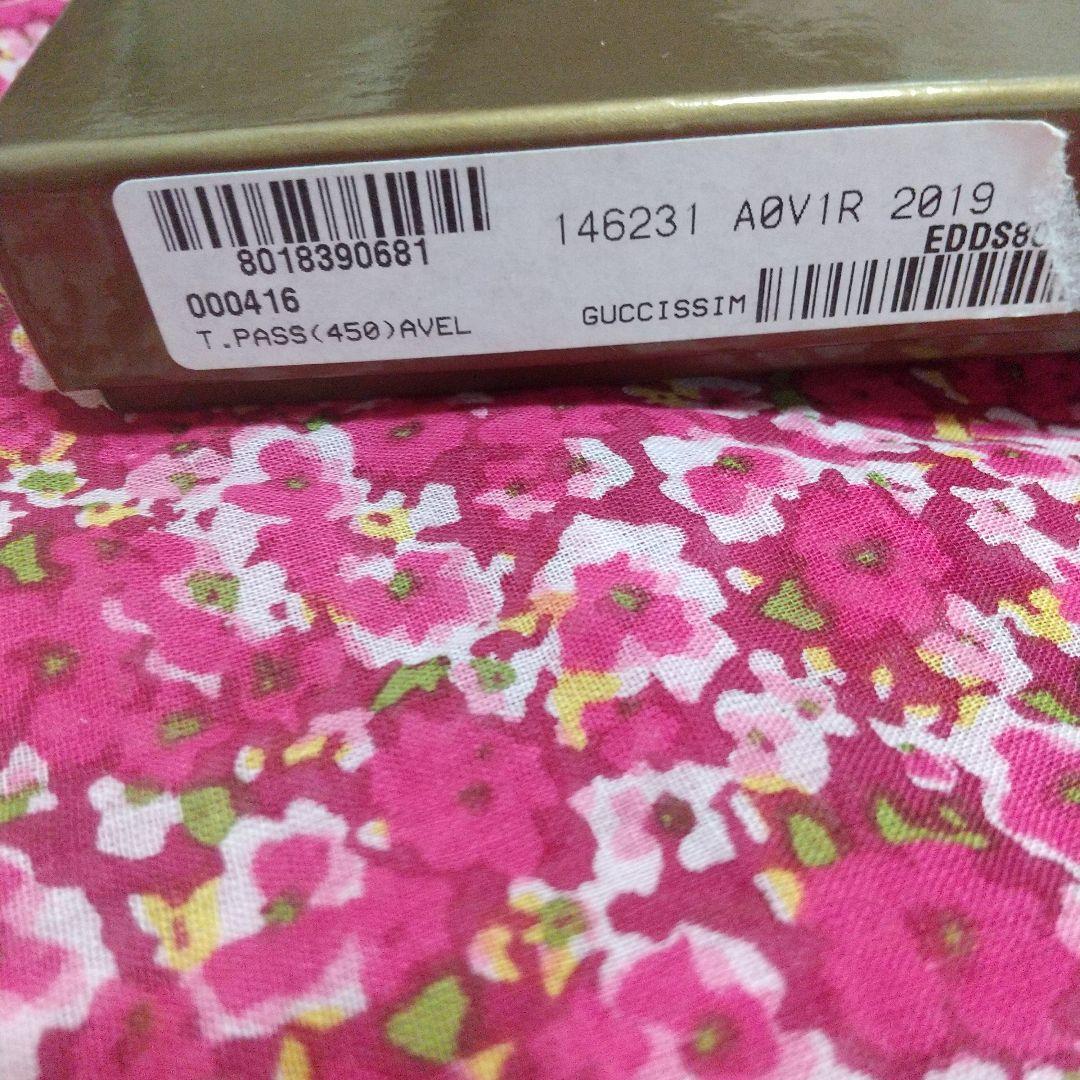 8018390681
000416
T.PASS(450)AVEL
146231 A0V1R 2019
EDDS8
GUCCISSIM